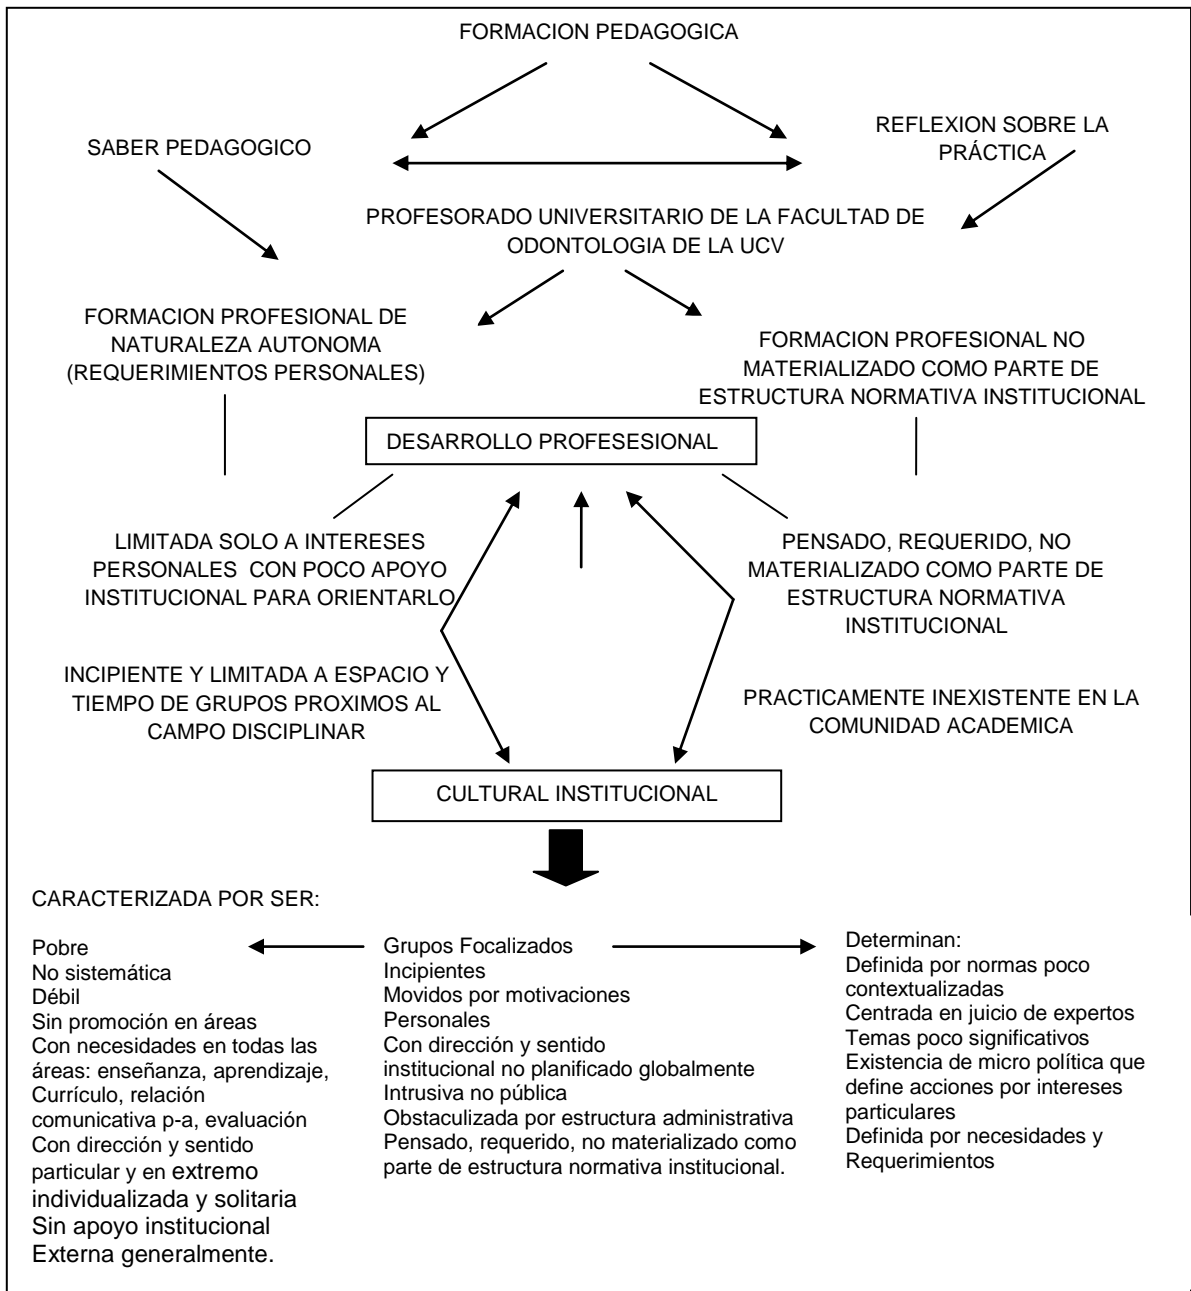 FORMACION PEDAGOGICA
SABER PEDAGOGICO
REFLEXION SOBRE LA
PRÁCTICA
PROFESORADO UNIVERSITARIO DE LA FACULTAD DE
ODONTOLOGIA DE LA UCV
FORMACION PROFESIONAL DE
NATURALEZA AUTONOMA
(REQUERIMIENTOS PERSONALES)
FORMACION PROFESIONAL NO
MATERIALIZADO COMO PARTE DE
ESTRUCTURA NORMATIVA INSTITUCIONAL
DESARROLLO PROFESESIONAL
LIMITADA SOLO A INTERESES
PERSONALES CON POCO APOYO
INSTITUCIONAL PARA ORIENTARLO
PENSADO, REQUERIDO, NO
MATERIALIZADO COMO PARTE DE
ESTRUCTURA NORMATIVA
INSTITUCIONAL
INCIPIENTE Y LIMITADA A ESPACIO Y
TIEMPO DE GRUPOS PROXIMOS AL
CAMPO DISCIPLINAR
PRACTICAMENTE INEXISTENTE EN LA
COMUNIDAD ACADEMICA
CULTURAL INSTITUCIONAL
CARACTERIZADA POR SER:
Pobre
No sistemática
Débil
Sin promoción en áreas
Con necesidades en todas las
áreas: enseñanza, aprendizaje,
Currículo, relación
comunicativa p-a, evaluación
Con dirección y sentido
particular y en extremo
individualizada y solitaria
Sin apoyo institucional
Externa generalmente.
Grupos Focalizados
Incipientes
Movidos por motivaciones
Personales
Con dirección y sentido
institucional no planificado globalmente
Intrusiva no pública
Obstaculizada por estructura administrativa
Pensado, requerido, no materializado como
parte de estructura normativa institucional.
Determinan:
Definida por normas poco
contextualizadas
Centrada en juicio de expertos
Temas poco significativos
Existencia de micro política que
define acciones por intereses
particulares
Definida por necesidades y
Requerimientos